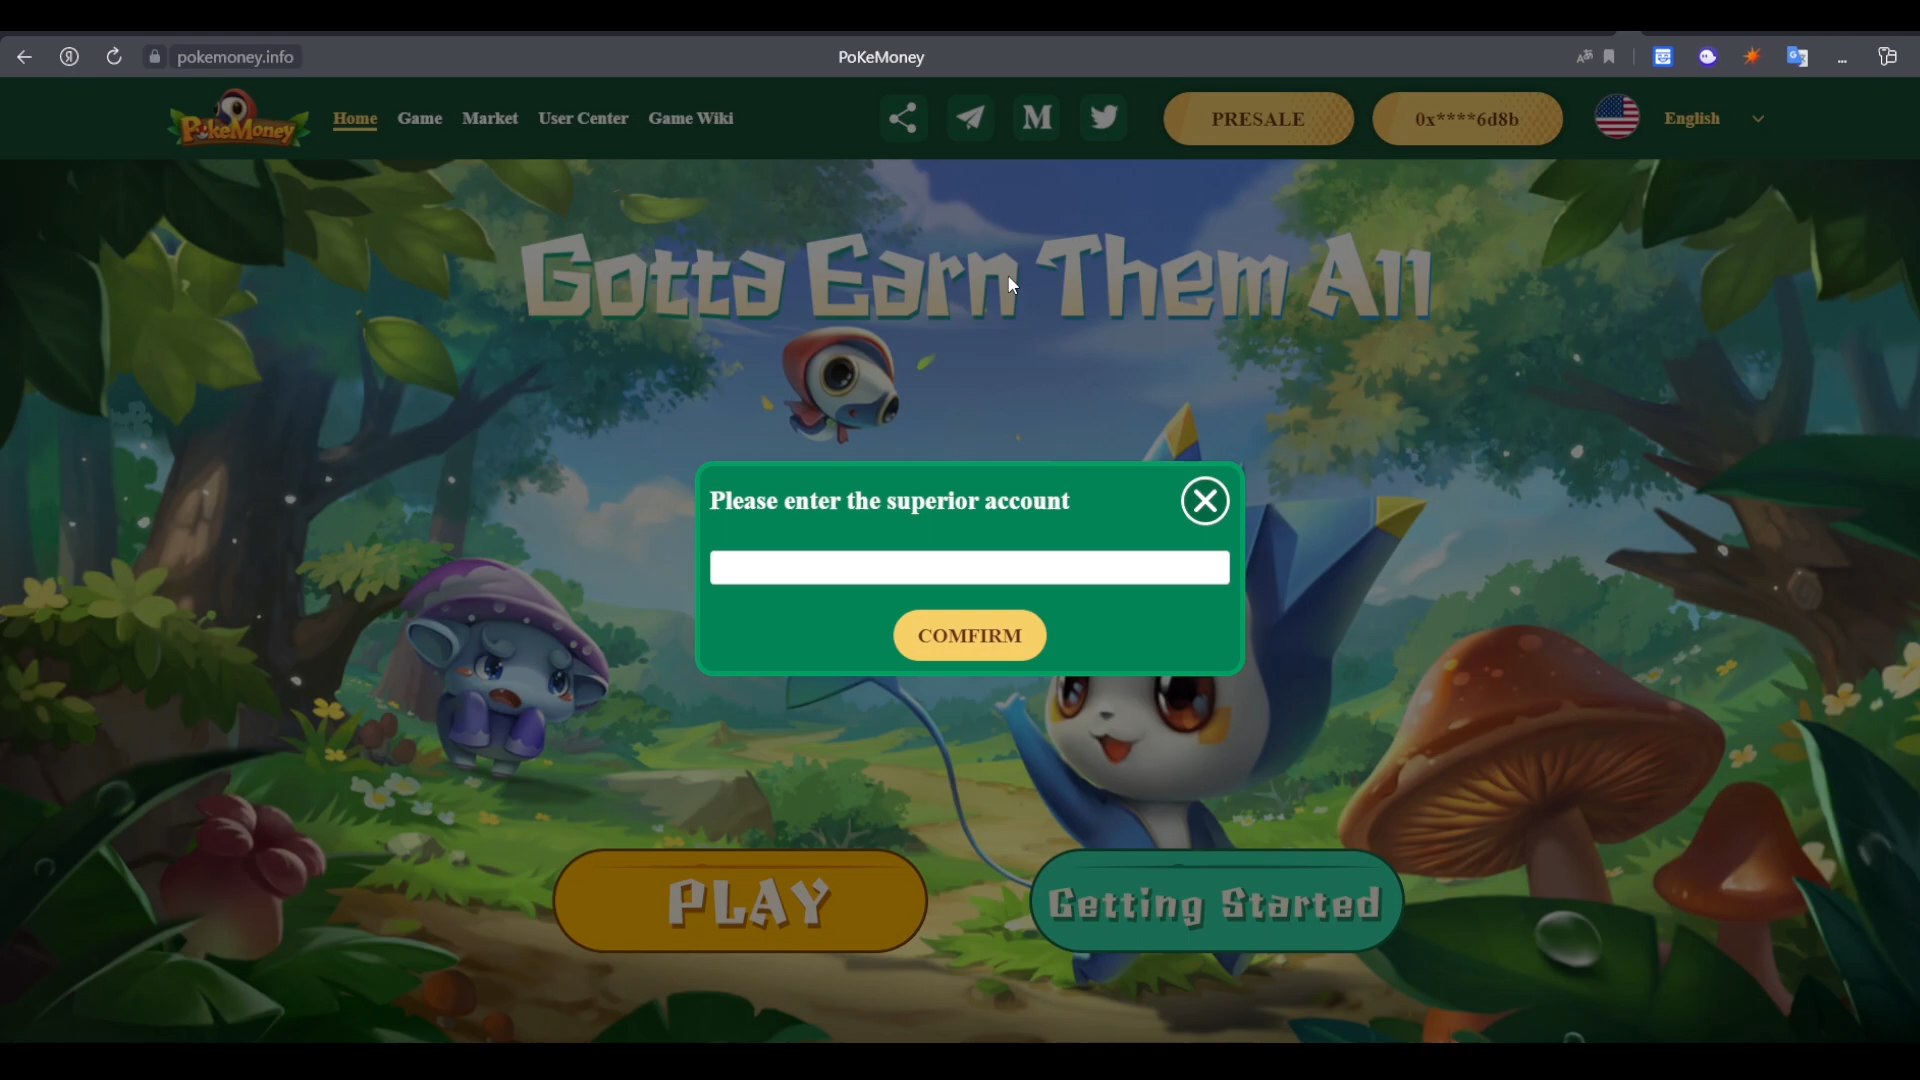 pokemoney.info
PoKeMoney
PokeMoney
Home
Game
Market
User Center
Game Wiki
M
PRESALE
0x****6d8b
English
Gotta Earn Them All
Please enter the superior account
COMFIRM
PLAY
Getting Started